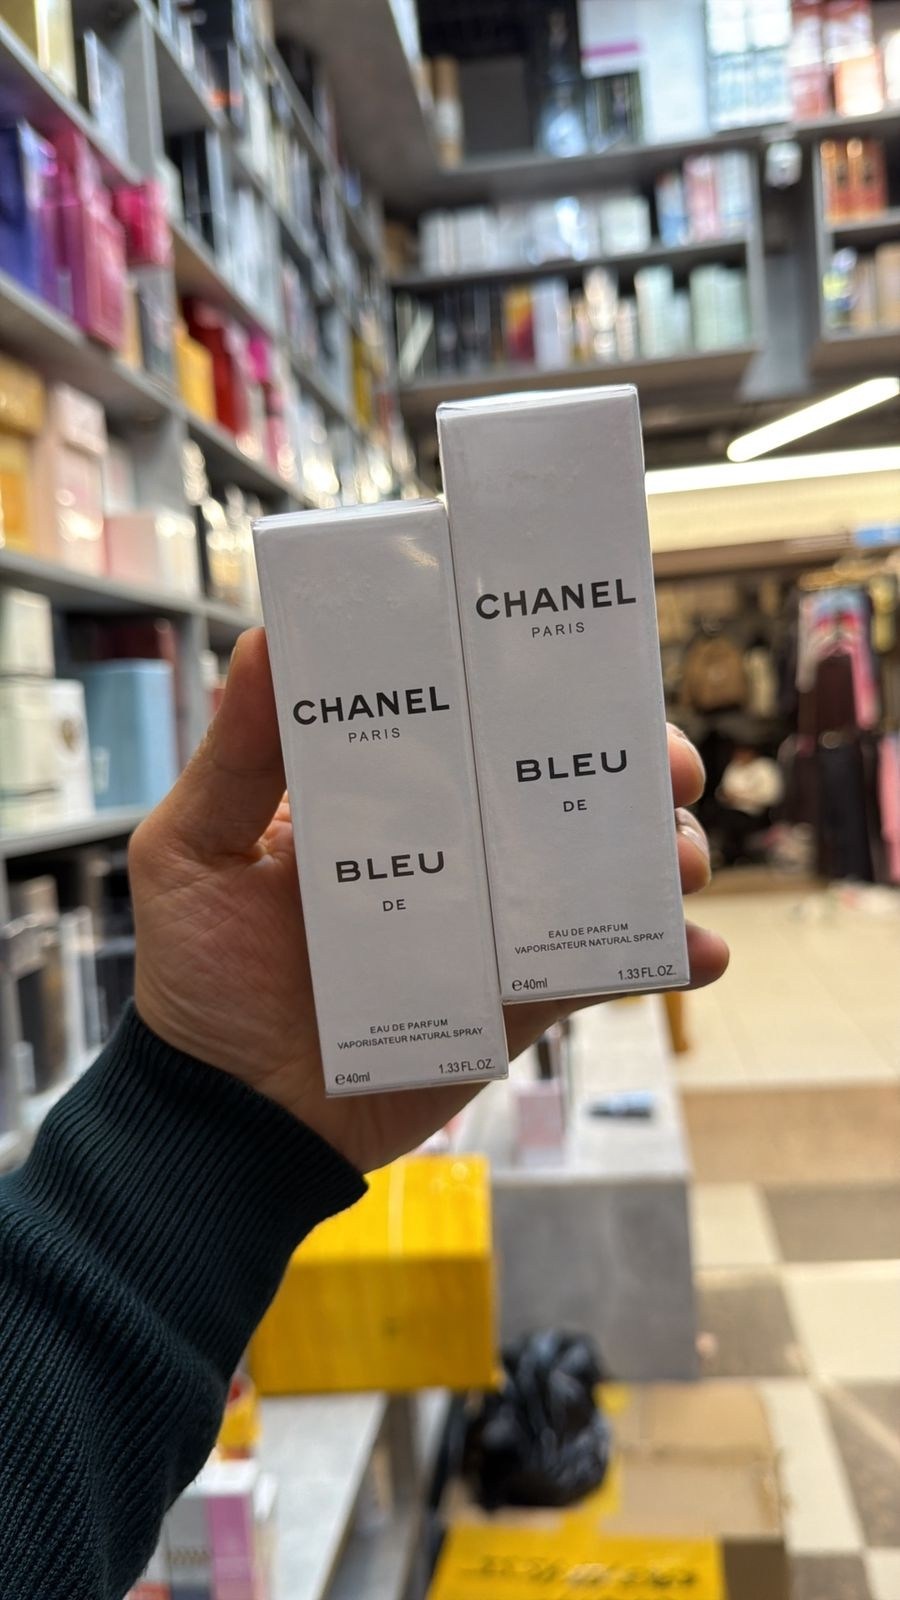 CHANEL
PARIS
BLEU
DE
EAU DE PARFUM
VAPORISATEUR NATURAL SPRAY
℮40ml 1.33 FL.OZ.
CHANEL
PARIS
BLEU
DE
EAU DE PARFUM
VAPORISATEUR NATURAL SPRAY
℮40ml 1.33 FL.OZ.